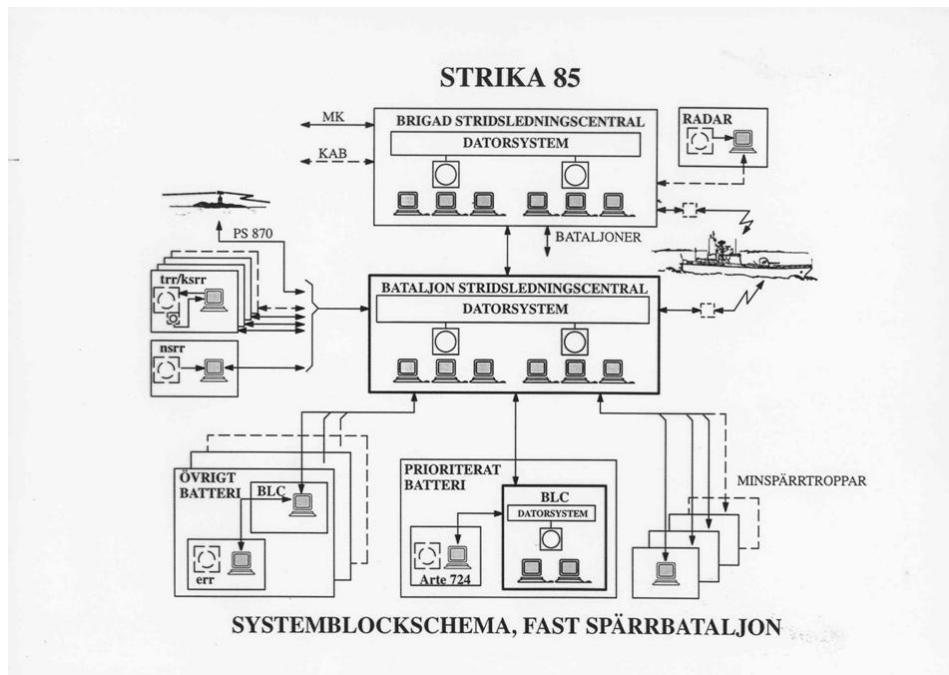 STRIKA 85
MK
KAB
BRIGAD STRIDSLEDNINGSCENTRAL
DATORSYSTEM
RADAR
PS 870
BATALJONER
trr/ksrr
nsrr
BATALJON STRIDSLEDNINGSCENTRAL
DATORSYSTEM
ÖVRIGT
BATTERI
BLC
err
PRIORITERAT
BATTERI
BLC
DATORSYSTEM
Arte 724
MINSPÄRRTROPPAR
SYSTEMBLOCKSCHEMA, FAST SPÄRRBATALJON